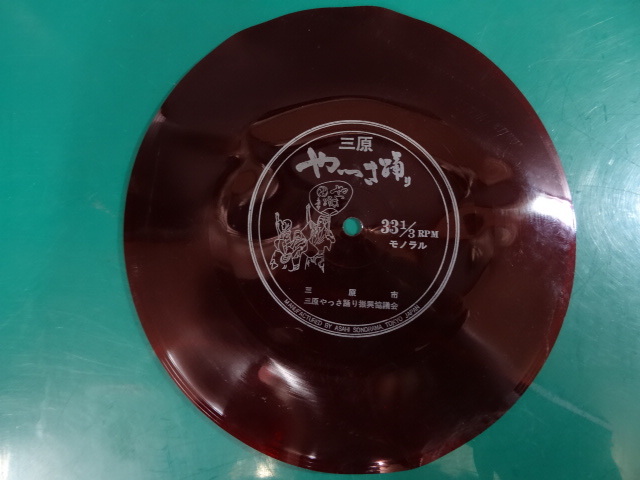 三原
やっさ踊り
33 1/3 RPM
モノラル
三原市
三原やっさ踊り振興協議会
MANUFACTURED BY ASAHI SONORAMA TOKYO JAPAN